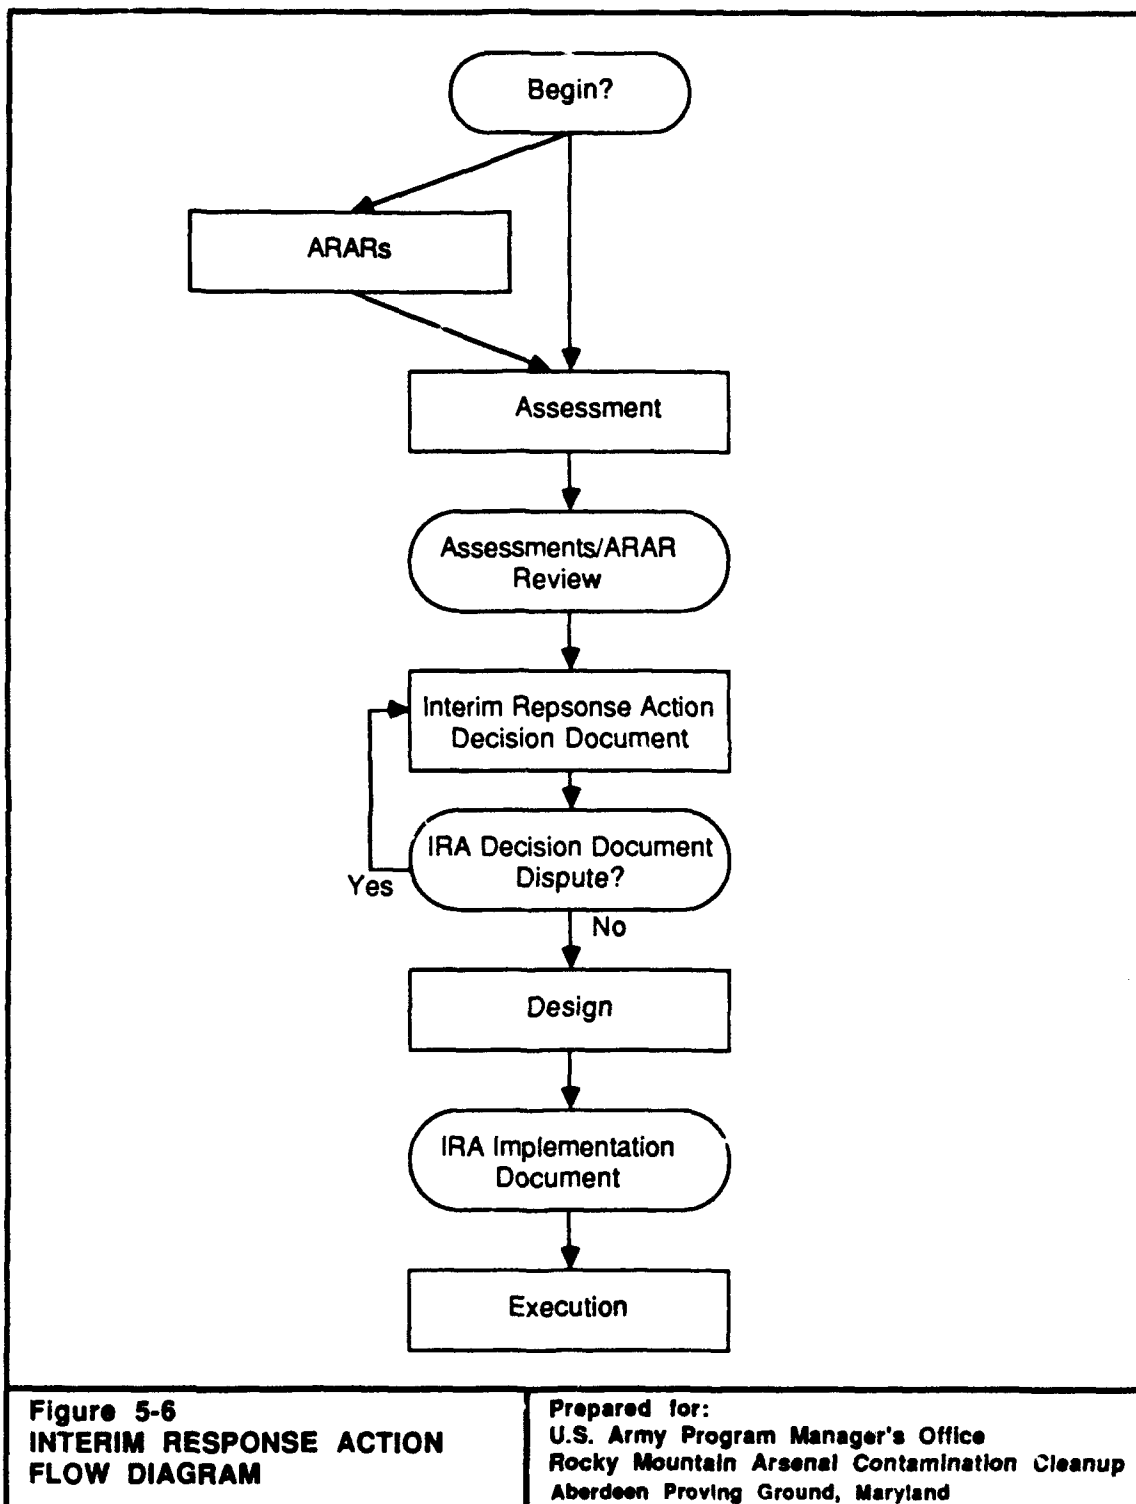 Begin?
ARARs
Assessment
Assessments/ARAR
Review
Interim Repsonse Action
Decision Document
IRA Decision Document
Dispute?
Yes
No
Design
IRA Implementation
Document
Execution
Figure 5-6
INTERIM RESPONSE ACTION
FLOW DIAGRAM
Prepared for:
U.S. Army Program Manager's Office
Rocky Mountain Arsenal Contamination Cleanup
Aberdeen Proving Ground, Maryland